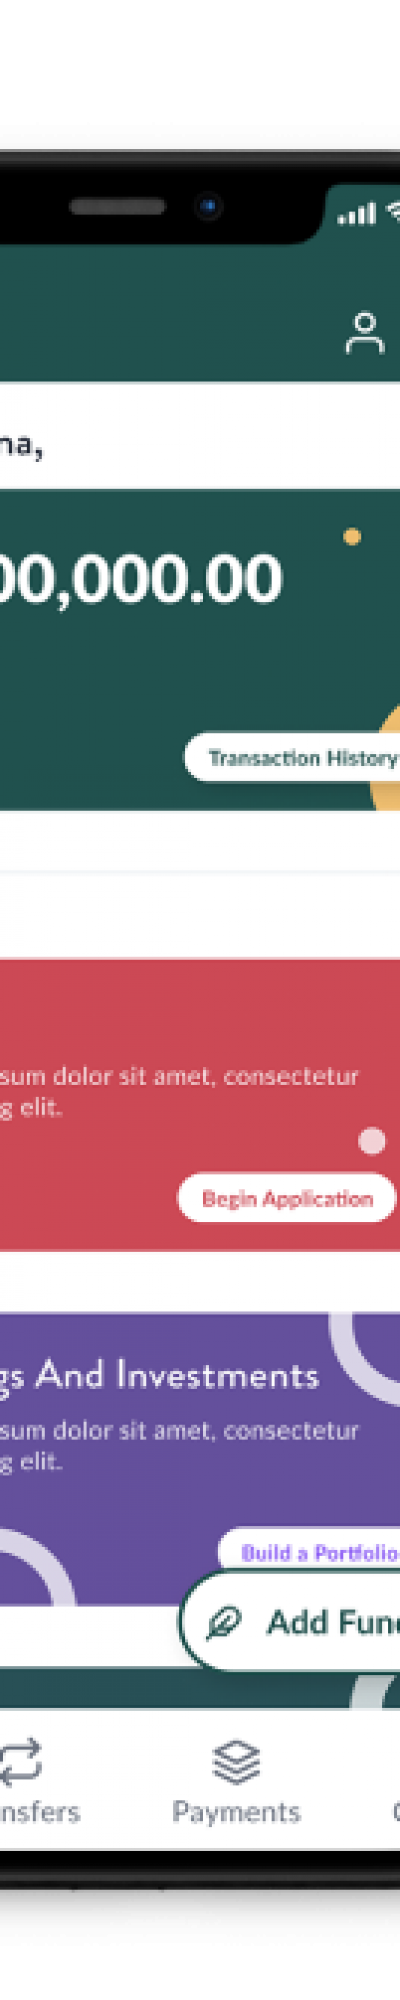 na,
00,000.00
Transaction History
sum dolor sit amet, consectetur
g elit.
Begin Application
gs And Investments
sum dolor sit amet, consectetur
g elit.
Build a Portfolio
Add Fun
nsfers
Payments